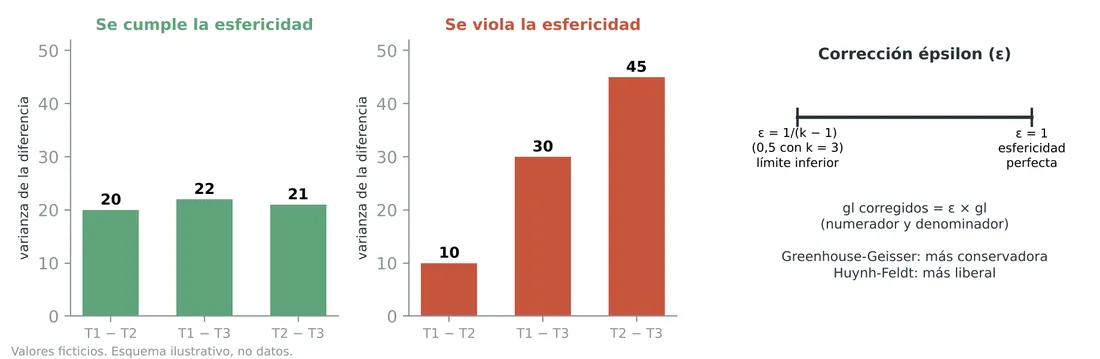 Se cumple la esfericidad
varianza de la diferencia
50
40
30
20
10
0
20
22
21
T1 − T2
T1 − T3
T2 − T3
Se viola la esfericidad
varianza de la diferencia
50
40
30
20
10
0
10
30
45
T1 − T2
T1 − T3
T2 − T3
Corrección épsilon (ε)
ε = 1/(k − 1)
(0,5 con k = 3)
límite inferior
ε = 1
esfericidad
perfecta
gl corregidos = ε × gl
(numerador y denominador)
Greenhouse-Geisser: más conservadora
Huynh-Feldt: más liberal
Valores ficticios. Esquema ilustrativo, no datos.